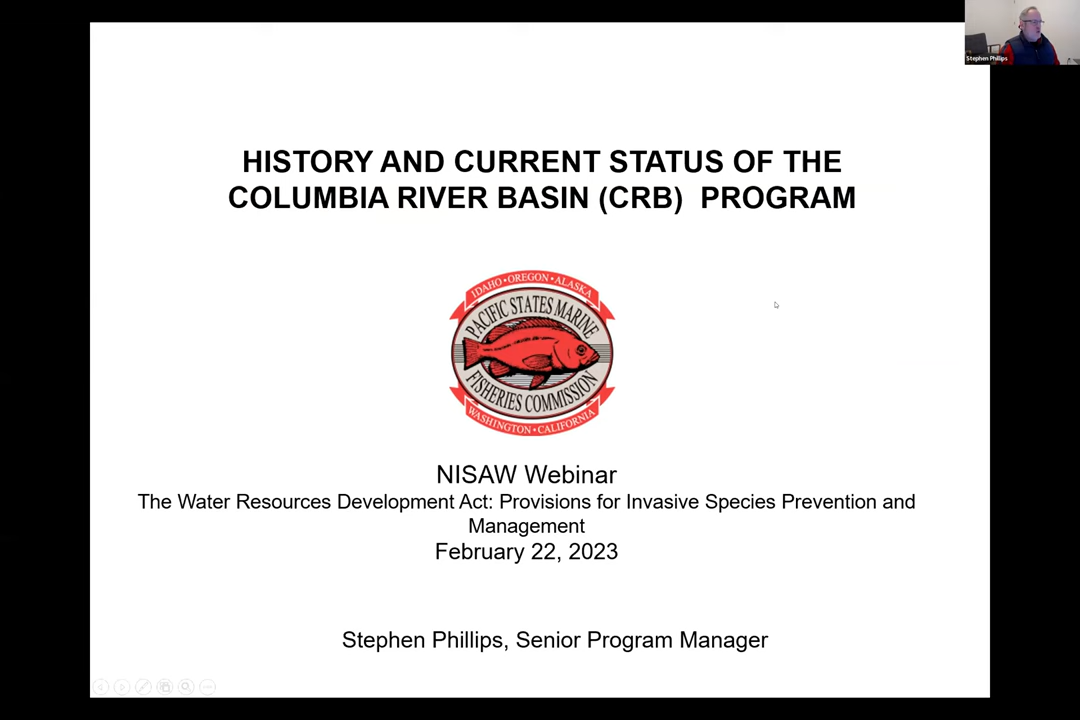 Stephen Phillips
HISTORY AND CURRENT STATUS OF THE
COLUMBIA RIVER BASIN (CRB) PROGRAM
IDAHO • OREGON • ALASKA
PACIFIC STATES MARINE
FISHERIES COMMISSION
WASHINGTON • CALIFORNIA
NISAW Webinar
The Water Resources Development Act: Provisions for Invasive Species Prevention and
Management
February 22, 2023
Stephen Phillips, Senior Program Manager